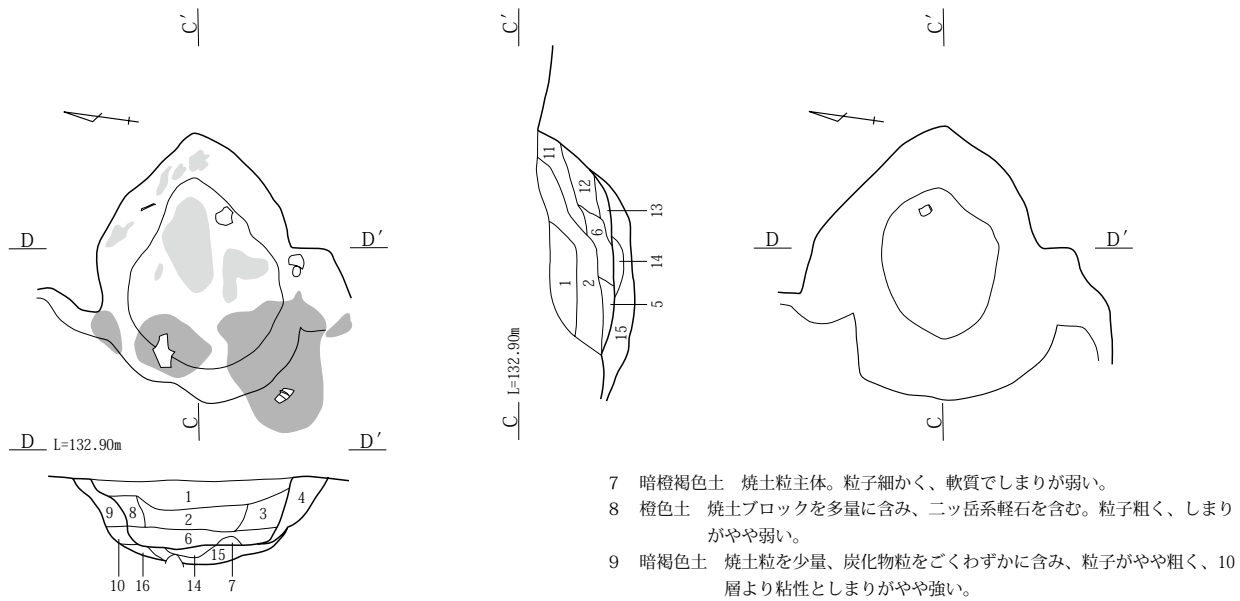 C′
C′
C′
D
D′
D
D′
C
C
C
D L=132.90m
D′
L=132.90m
11
12
13
6
14
1
2
5
15
1
2
3
4
9
8
6
15
10
16
14
7
7 暗橙褐色土 焼土粒主体。粒子細かく、軟質でしまりが弱い。
8 橙色土 焼土ブロックを多量に含み、二ッ岳系軽石を含む。粒子粗く、しまり
がやや弱い。
9 暗褐色土 焼土粒を少量、炭化物粒をごくわずかに含み、粒子がやや粗く、10
層より粘性としまりがやや強い。